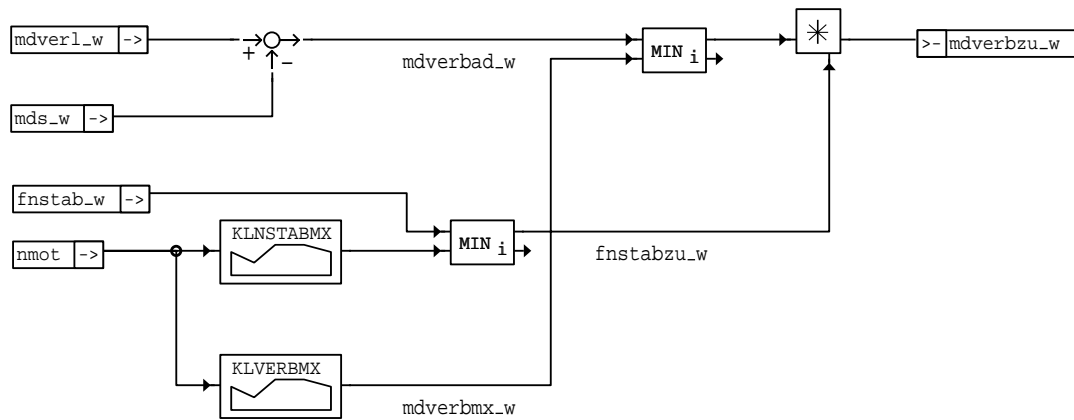 mdverl_w ->
+
−
mdverbad_w
MIN i
*
>- mdverbzu_w
mds_w ->
fnstab_w ->
KLNSTABMX
MIN i
nmot ->
fnstabzu_w
KLVERBMX
mdverbmx_w